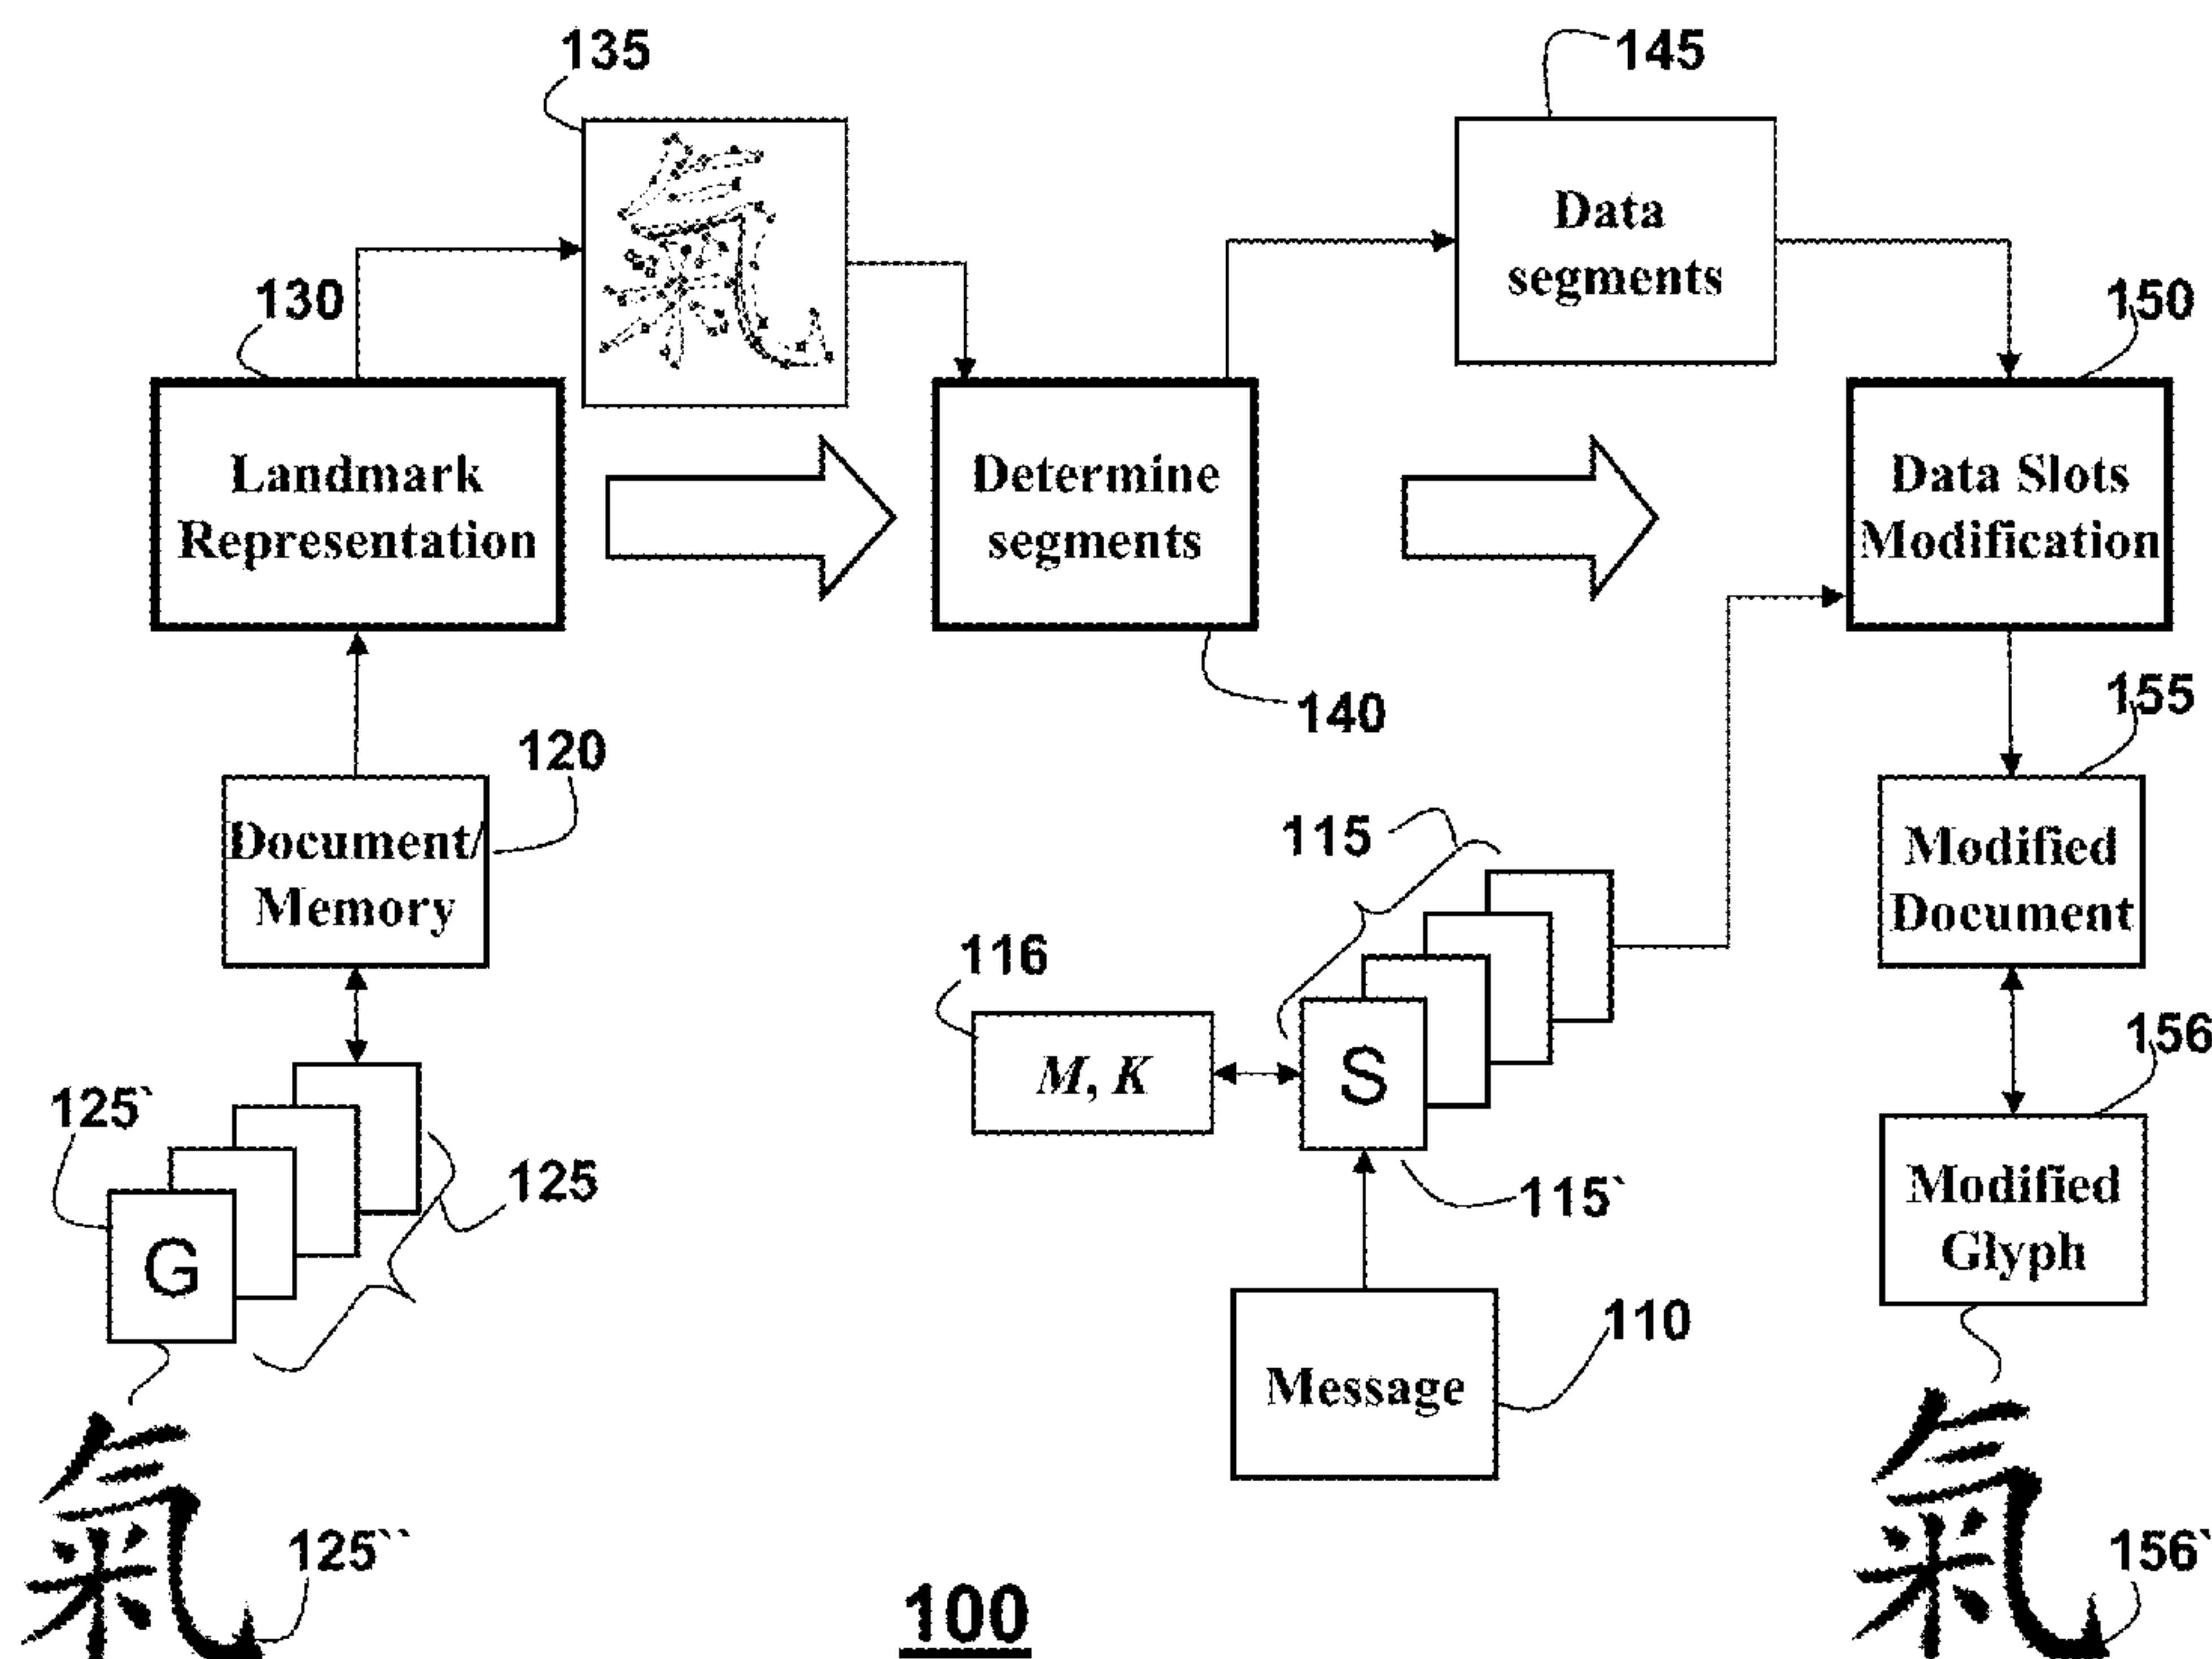 135
145
130
Data
segments
150
Landmark
Representation
Determine
segments
Data Slots
Modification
140
155
120
Document/
Memory
115
Modified
Document
116
M, K
S
156
125`
125
G
115`
Modified
Glyph
110
Message
氣
125``
氣
156`
100